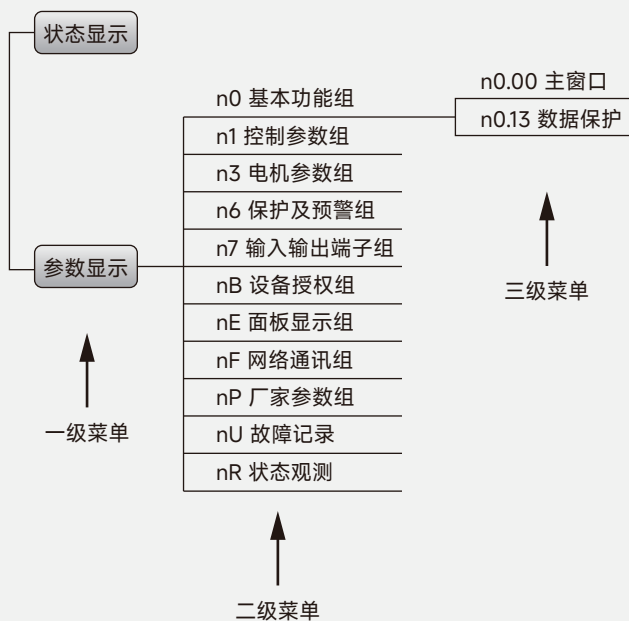 状态显示
n0.00 主窗口
n0 基本功能组
n0.13 数据保护
n1 控制参数组
n3 电机参数组
n6 保护及预警组
n7 输入输出端子组
参数显示
nB 设备授权组
三级菜单
nE 面板显示组
nF 网络通讯组
nP 厂家参数组
一级菜单
nU 故障记录
nR 状态观测
二级菜单